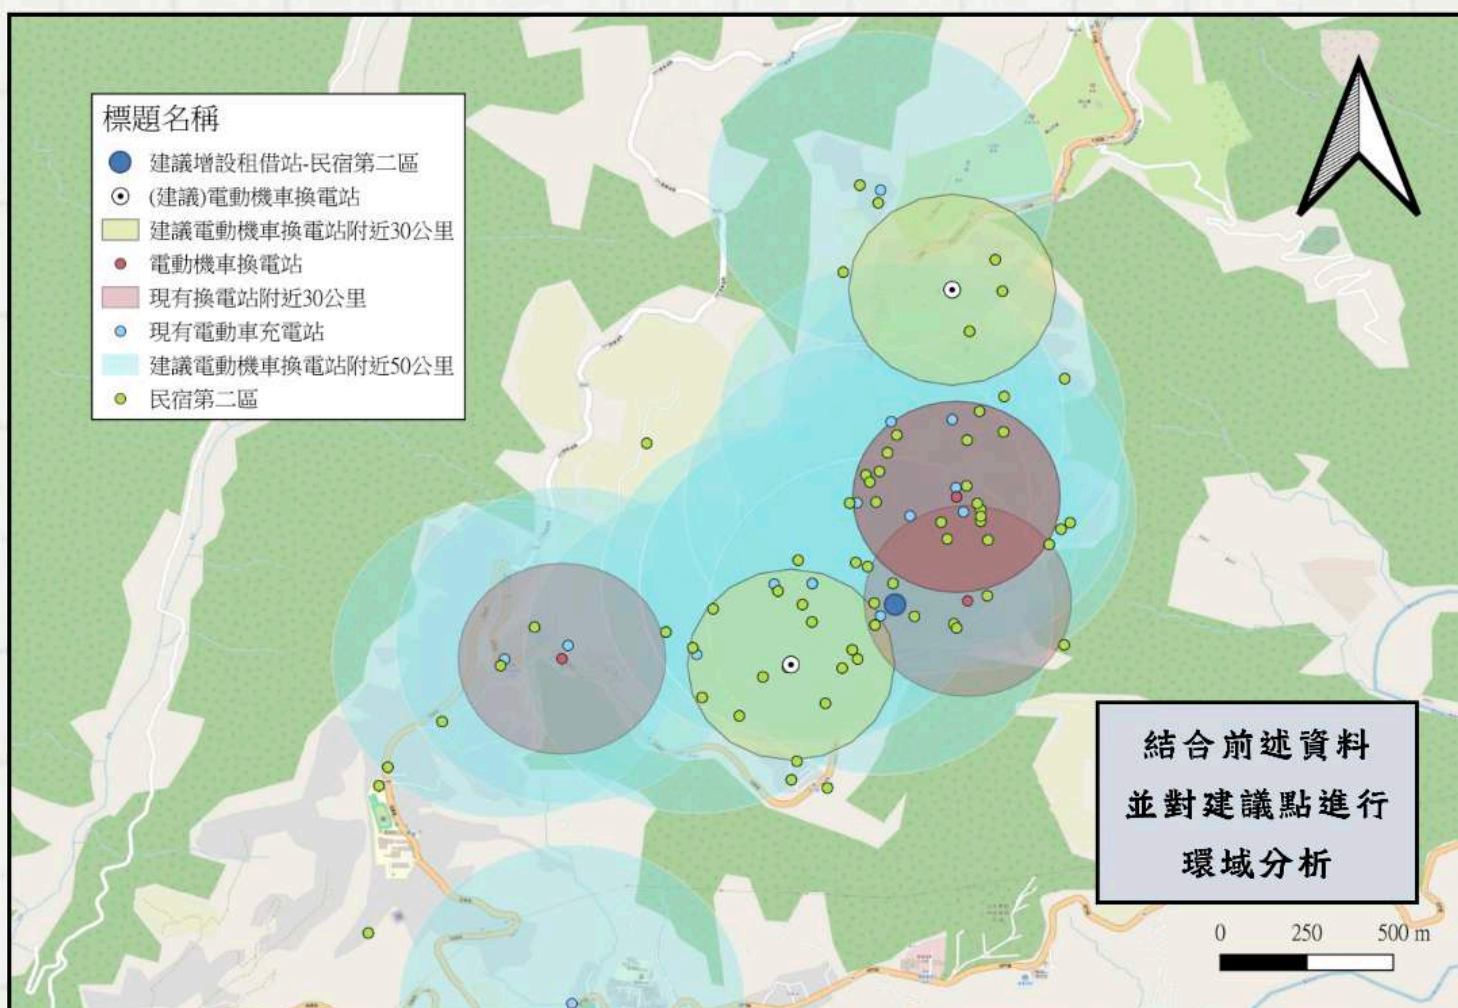 標題名稱
建議增設租借站-民宿第二區
(建議)電動機車換電站
建議電動機車換電站附近30公里
電動機車換電站
現有換電站附近30公里
現有電動車充電站
建議電動機車換電站附近50公里
民宿第二區
結合前述資料
並對建議點進行
環域分析
0 250 500 m